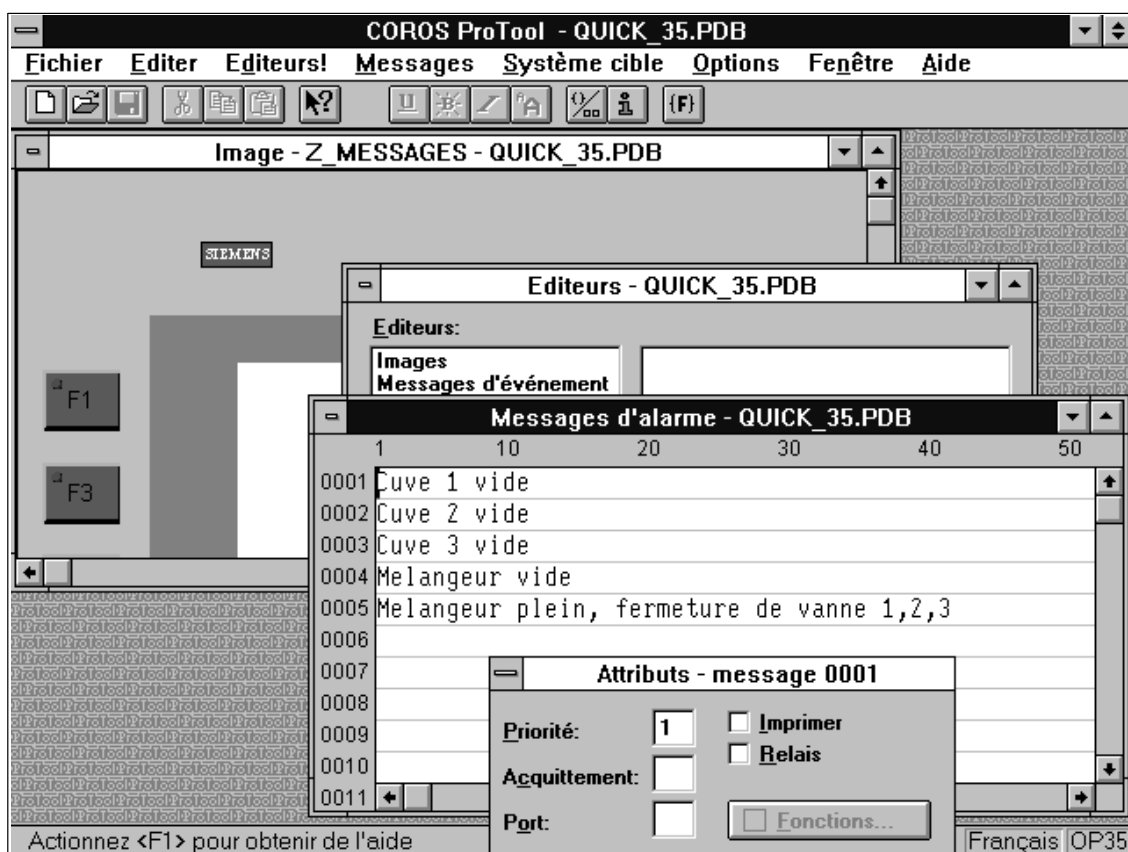 COROS ProTool - QUICK_35.PDB
Fichier Editer Editeurs! Messages Système cible Options Fenêtre Aide
U B I A {F}
Image - Z_MESSAGES - QUICK_35.PDB
SIEMENS
Editeurs - QUICK_35.PDB
Editeurs:
Images
Messages d'événement
F1
F3
Messages d'alarme - QUICK_35.PDB
1 10 20 30 40 50
0001 Cuve 1 vide
0002 Cuve 2 vide
0003 Cuve 3 vide
0004 Melangeur vide
0005 Melangeur plein, fermeture de vanne 1,2,3
0006
0007
0008
0009
0010
0011
Attributs - message 0001
Priorité: 1 Imprimer
Relais
Acquittement:
Port: Fonctions...
Actionnez <F1> pour obtenir de l'aide Français OP35